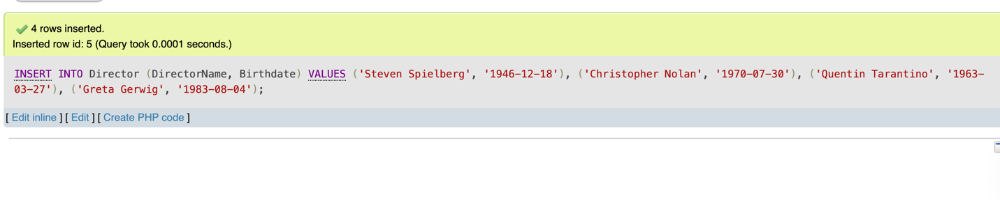 4 rows inserted.
Inserted row id: 5 (Query took 0.0001 seconds.)
INSERT INTO Director (DirectorName, Birthdate) VALUES ('Steven Spielberg', '1946-12-18'), ('Christopher Nolan', '1970-07-30'), ('Quentin Tarantino', '1963-
03-27'), ('Greta Gerwig', '1983-08-04');
[ Edit inline ] [ Edit ] [ Create PHP code ]